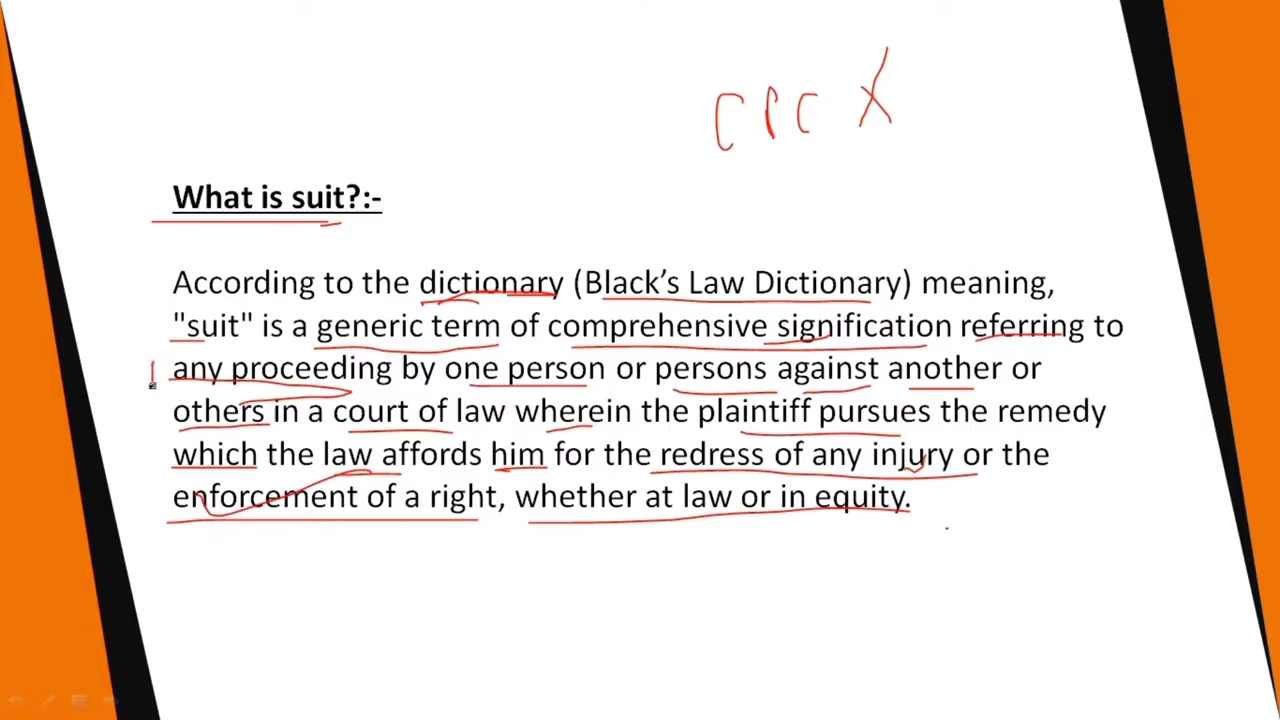 CPC X
What is suit?:-
According to the dictionary (Black’s Law Dictionary) meaning,
"suit" is a generic term of comprehensive signification referring to
any proceeding by one person or persons against another or
others in a court of law wherein the plaintiff pursues the remedy
which the law affords him for the redress of any injury or the
enforcement of a right, whether at law or in equity.